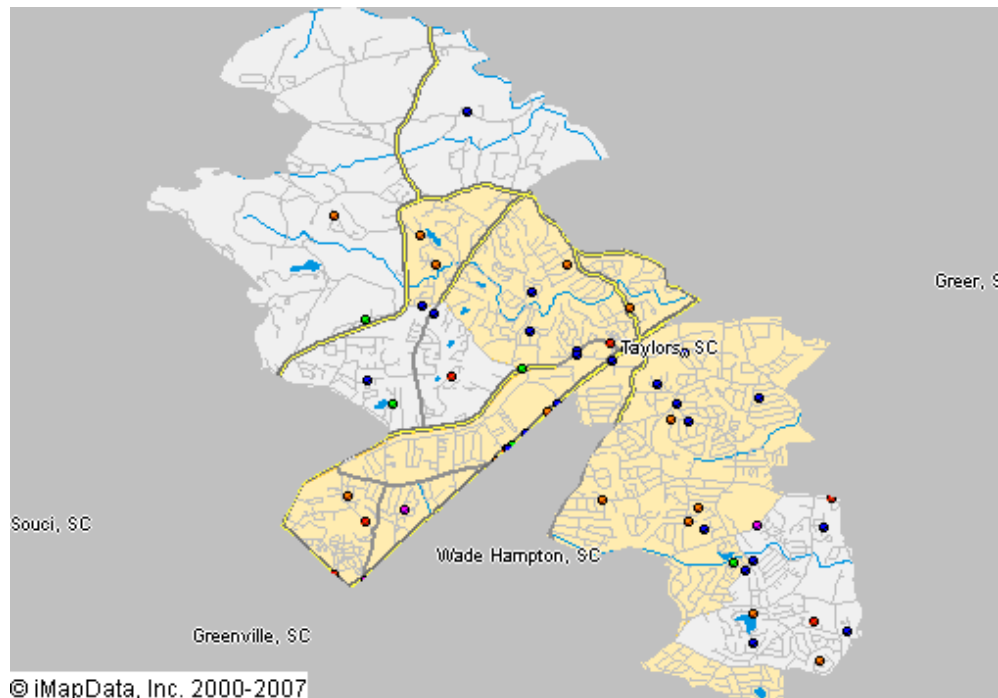 Greer, S
Taylors, SC
Souci, SC
Wade Hampton, SC
Greenville, SC
© iMapData, Inc. 2000-2007